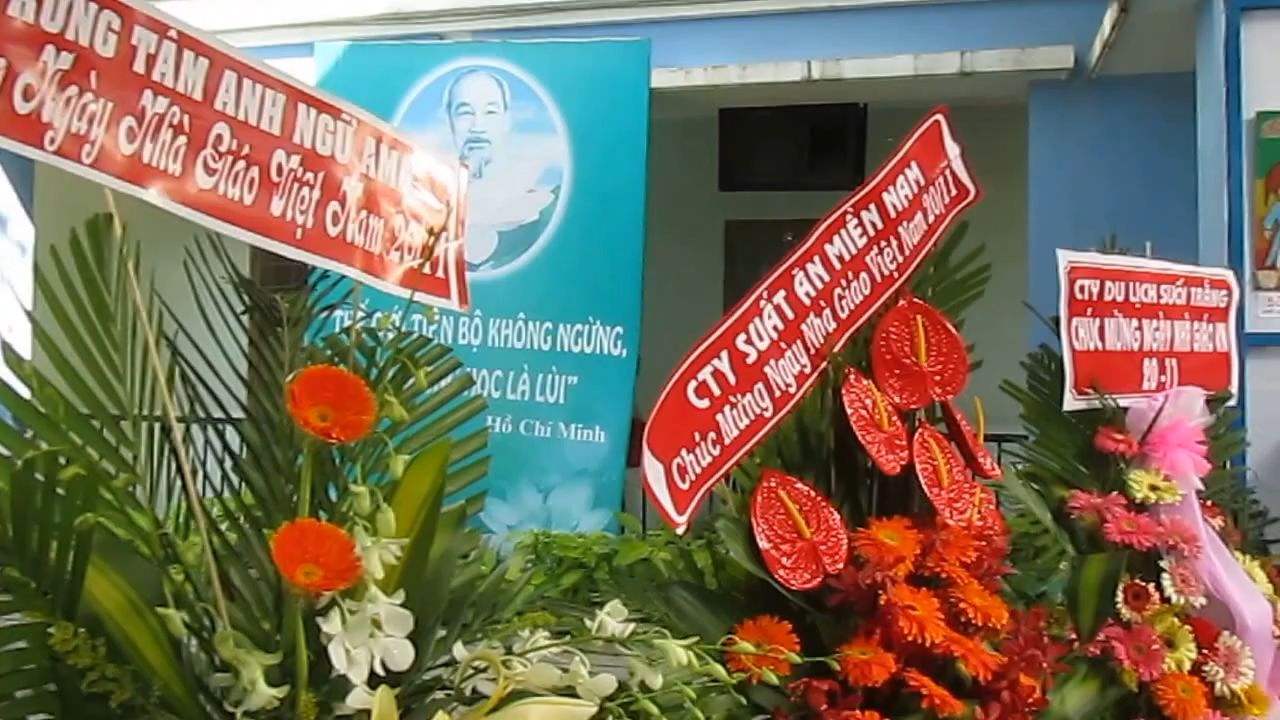 TRUNG TÂM ANH NGỮ
Ngày Nhà Giáo Việt Nam 20/11
TIẾN BỘ KHÔNG NGỪNG,
HỌC LÀ LÙI”
Hồ Chí Minh
CTY SUẤT ĂN MIỀN NAM
Chúc Mừng Ngày Nhà Giáo Việt Nam 20/11
CTY DU LỊCH SUỐI TRẮNG
CHÚC MỪNG NGÀY NHÀ GIÁO VN
20-11